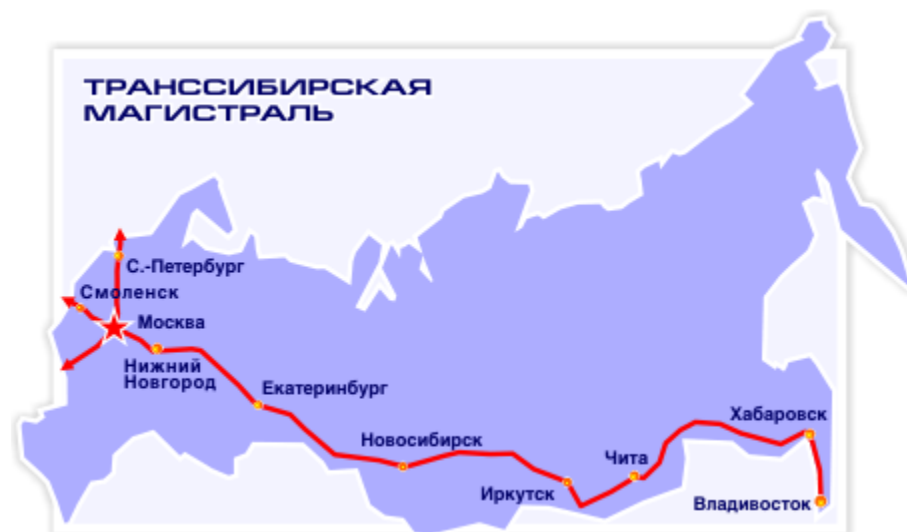 ТРАНССИБИРСКАЯ
МАГИСТРАЛЬ
С.-Петербург
Смоленск
Москва
Нижний
Новгород
Екатеринбург
Новосибирск
Иркутск
Чита
Хабаровск
Владивосток